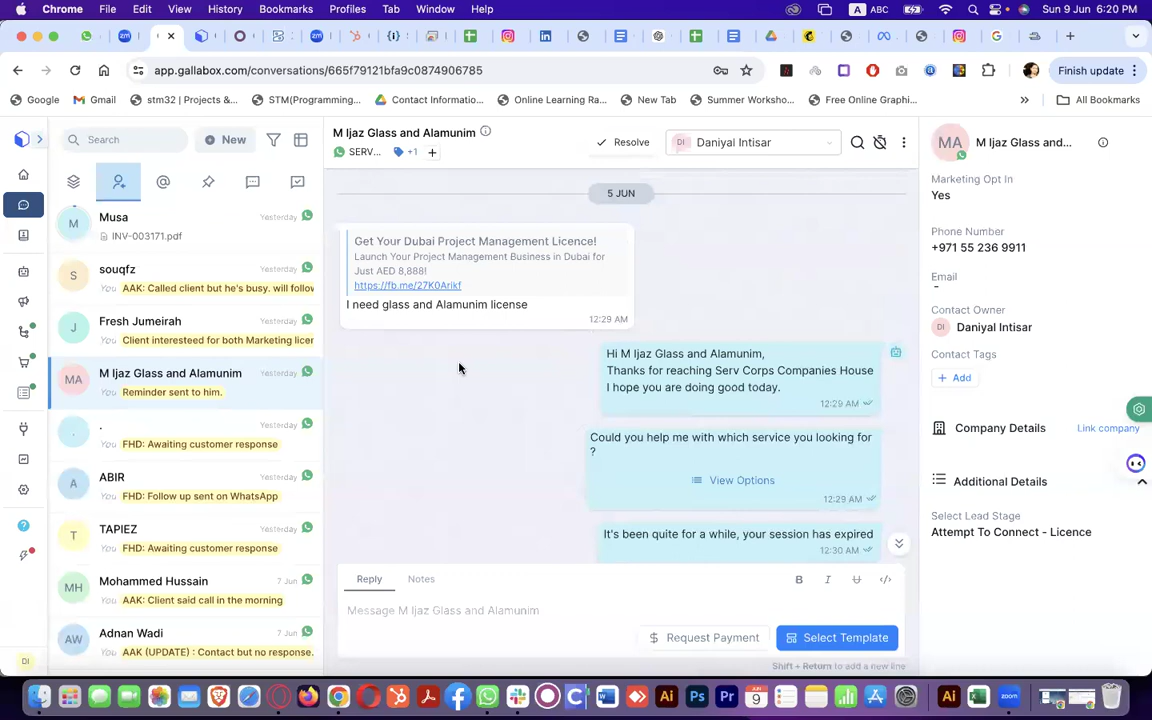 Chrome File Edit View History Bookmarks Profiles Tab Window Help A ABC Sun 9 Jun 6:20 PM
app.gallabox.com/conversations/665f79121bfa9c0874906785 Finish update
Google Gmail stm32 | Projects &... STM(Programming... Contact Informatio... Online Learning Ra... New Tab Summer Worksho... Free Online Graphi... All Bookmarks
Search
New
Musa Yesterday
INV-003171.pdf
souqfz Yesterday
AAK: Called client but he's busy. will follow
Fresh Jumeirah Yesterday
You Client interesteed for both Marketing licer
MA M Ijaz Glass and Alamunim Yesterday
You Reminder sent to him.
. Yesterday
You FHD: Awaiting customer response
ABIR Yesterday
You FHD: Follow up sent on WhatsApp
TAPIEZ Yesterday
You FHD: Awaiting customer response
MH Mohammed Hussain 7 Jun
You AAK: Client said call in the morning
AW Adnan Wadi 7 Jun
You AAK (UPDATE) : Contact but no response.
DI
M Ijaz Glass and Alamunim
SERV... +1
Resolve
DI Daniyal Intisar
5 JUN
Get Your Dubai Project Management Licence!
Launch Your Project Management Business in Dubai for
Just AED 8,888!
https://fb.me/27K0Arikf
I need glass and Alamunim license
12:29 AM
Hi M Ijaz Glass and Alamunim,
Thanks for reaching Serv Corps Companies House
I hope you are doing good today.
12:29 AM
Could you help me with which service you looking for
?
View Options
12:29 AM
It's been quite for a while, your session has expired
12:30 AM
Reply Notes B I U
Message M Ijaz Glass and Alamunim
$ Request Payment Select Template
Shift + Return to add a new line
MA M Ijaz Glass and...
Marketing Opt In
Yes
Phone Number
+971 55 236 9911
Email
-
Contact Owner
DI Daniyal Intisar
Contact Tags
+ Add
Company Details Link company
Additional Details
Select Lead Stage
Attempt To Connect - Licence